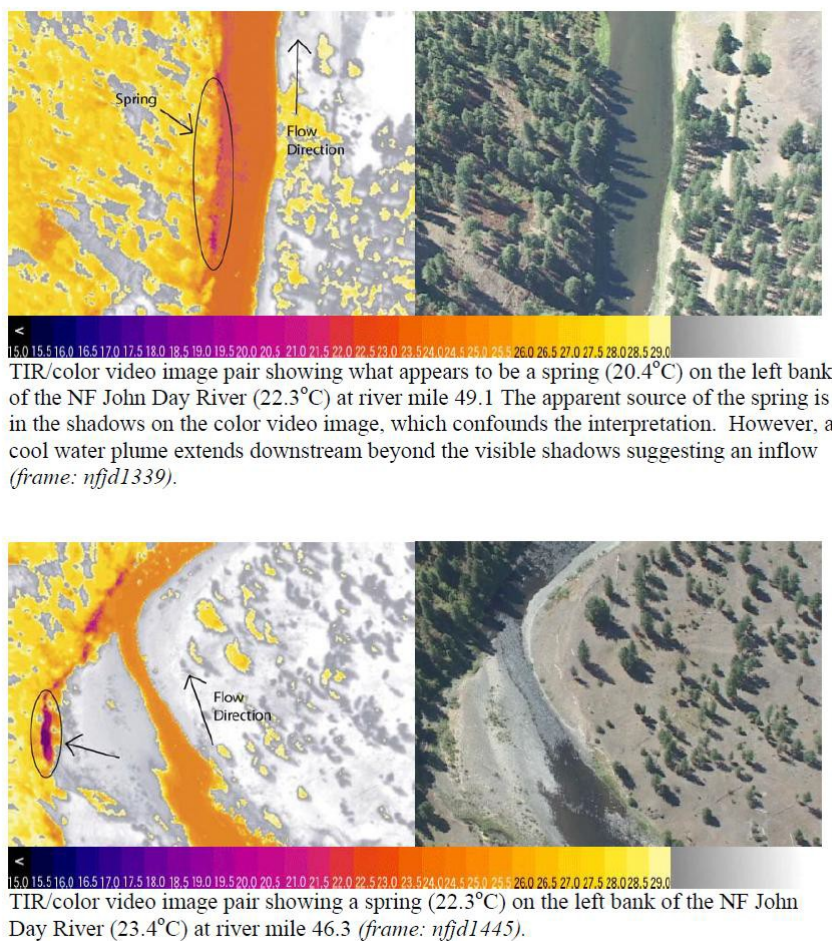 Spring
Flow
Direction
<
15.0 15.5 16.0 16.5 17.0 17.5 18.0 18.5 19.0 19.5 20.0 20.5 21.0 21.5 22.0 22.5 23.0 23.5 24.0 24.5 25.0 25.5 26.0 26.5 27.0 27.5 28.0 28.5 29.0
TIR/color video image pair showing what appears to be a spring (20.4°C) on the left bank
of the NF John Day River (22.3°C) at river mile 49.1 The apparent source of the spring is
in the shadows on the color video image, which confounds the interpretation. However, a
cool water plume extends downstream beyond the visible shadows suggesting an inflow
(frame: nfjd1339).
Flow
Direction
<
15.0 15.5 16.0 16.5 17.0 17.5 18.0 18.5 19.0 19.5 20.0 20.5 21.0 21.5 22.0 22.5 23.0 23.5 24.0 24.5 25.0 25.5 26.0 26.5 27.0 27.5 28.0 28.5 29.0
TIR/color video image pair showing a spring (22.3°C) on the left bank of the NF John
Day River (23.4°C) at river mile 46.3 (frame: nfjd1445).